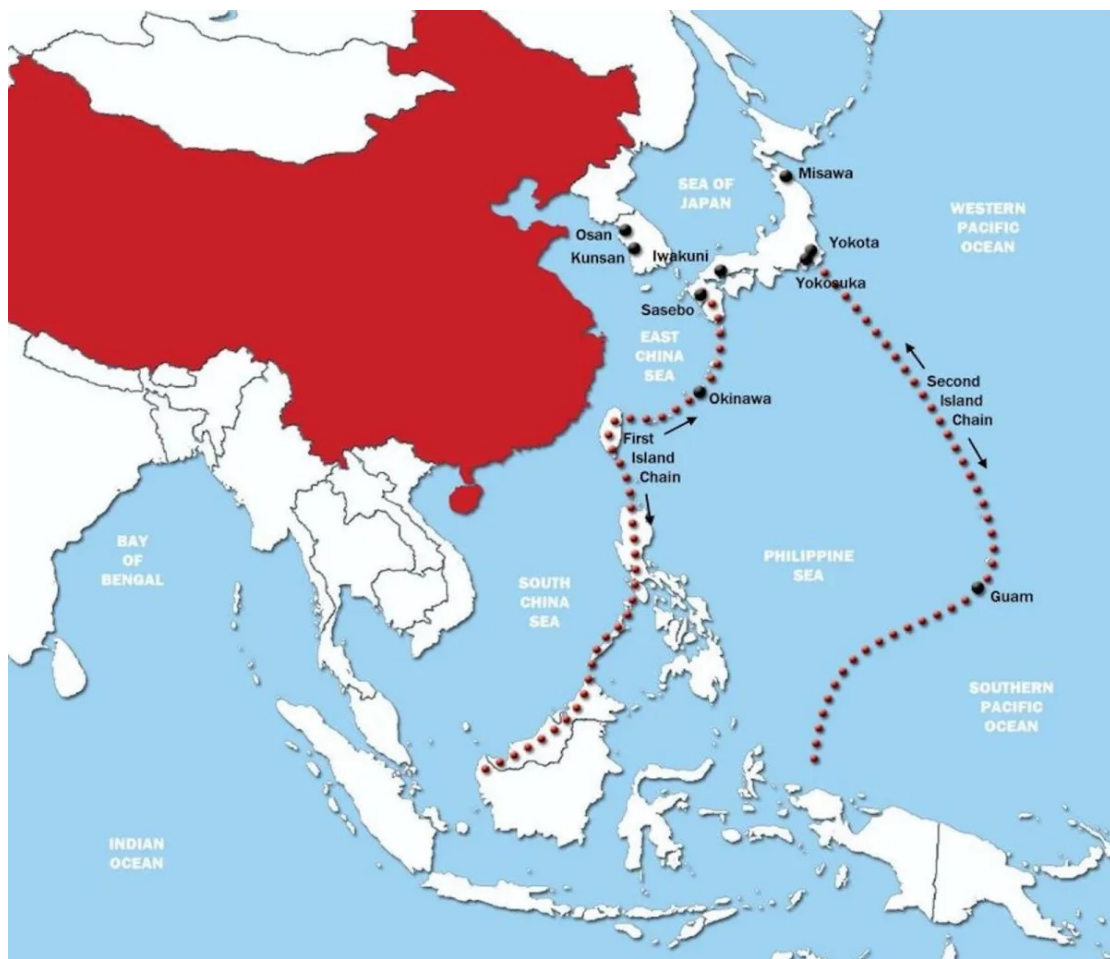 SEA OF
JAPAN
Misawa
WESTERN
PACIFIC
OCEAN
Osan
Kunsan
Iwakuni
Yokota
Yokosuka
Sasebo
EAST
CHINA
SEA
Okinawa
Second
Island
Chain
First
Island
Chain
BAY
OF
BENGAL
SOUTH
CHINA
SEA
PHILIPPINE
SEA
Guam
SOUTHERN
PACIFIC
OCEAN
INDIAN
OCEAN